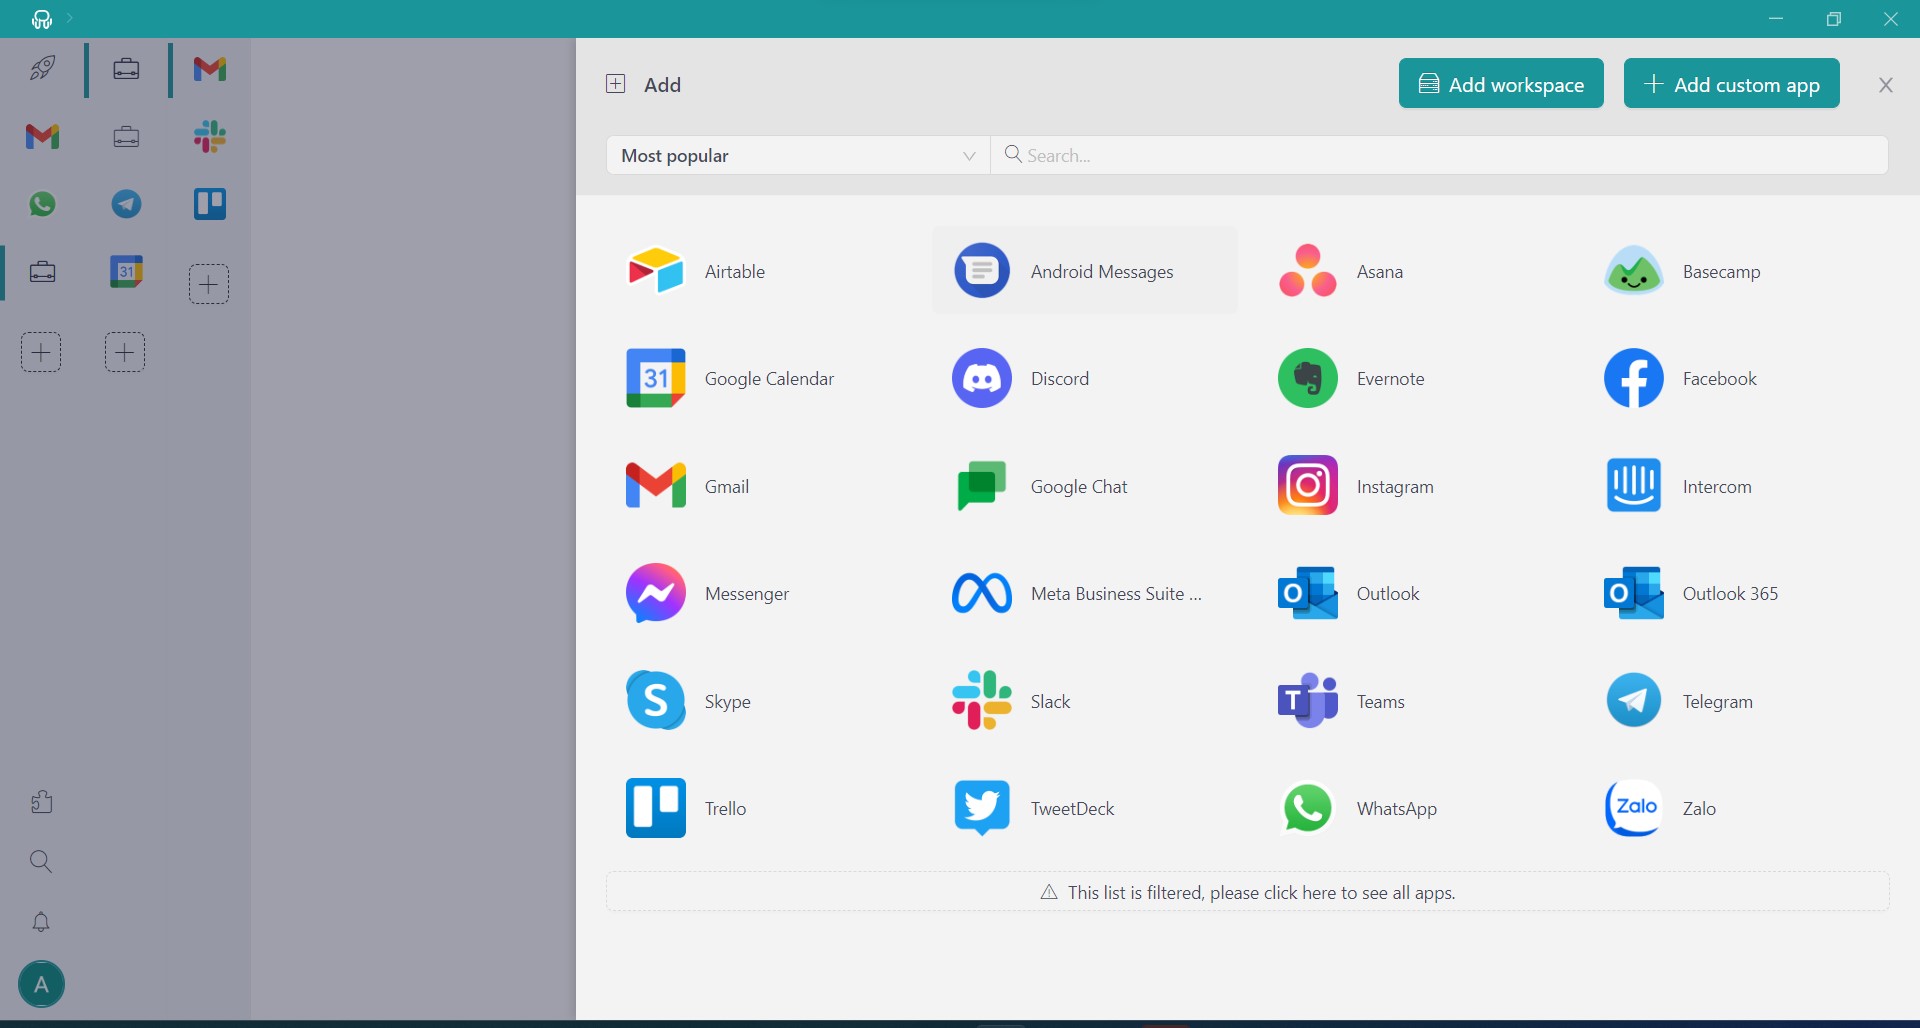 Add
Add workspace
Add custom app
Most popular
Search...
Airtable
Android Messages
Asana
Basecamp
31
Google Calendar
Discord
Evernote
Facebook
Gmail
Google Chat
Instagram
Intercom
Messenger
Meta Business Suite ...
O
Outlook
O
Outlook 365
S
Skype
Slack
T
Teams
Telegram
Trello
TweetDeck
WhatsApp
Zalo
Zalo
This list is filtered, please click here to see all apps.
31
A